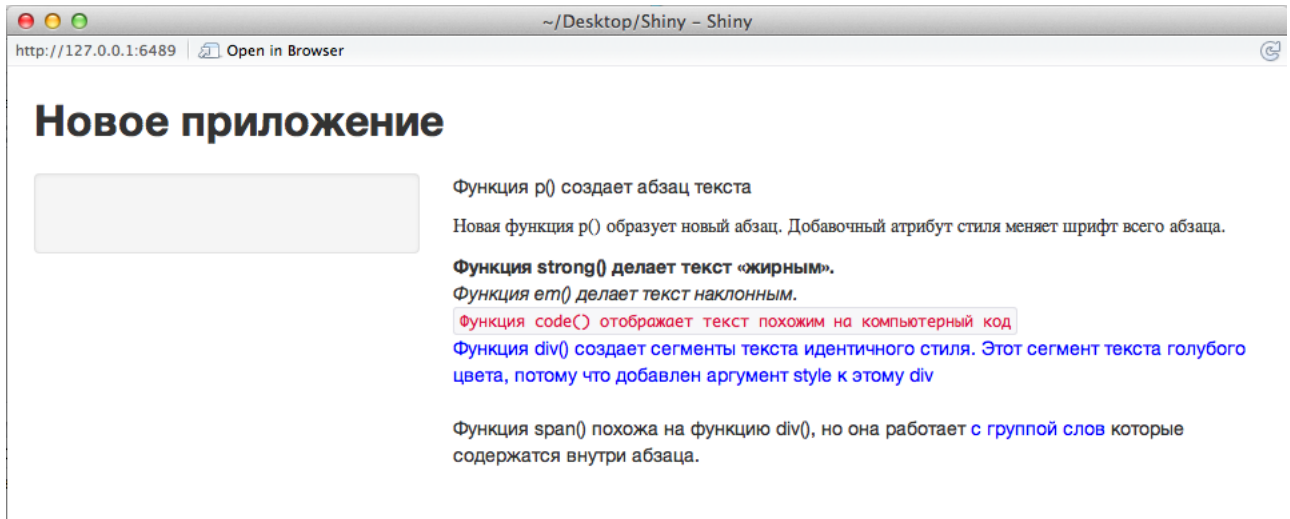 ~/Desktop/Shiny – Shiny
http://127.0.0.1:6489 Open in Browser
Новое приложение
Функция p() создает абзац текста
Новая функция p() образует новый абзац. Добавочный атрибут стиля меняет шрифт всего абзаца.
Функция strong() делает текст «жирным».
Функция em() делает текст наклонным.
Функция code() отображает текст похожим на компьютерный код
Функция div() создает сегменты текста идентичного стиля. Этот сегмент текста голубого
цвета, потому что добавлен аргумент style к этому div
Функция span() похожа на функцию div(), но она работает с группой слов которые
содержатся внутри абзаца.